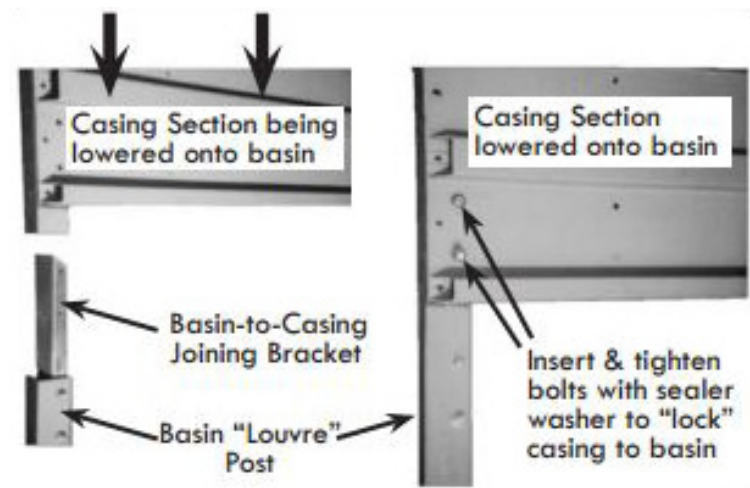 Casing Section being
lowered onto basin
Casing Section
lowered onto basin
Basin-to-Casing
Joining Bracket
Basin “Louvre”
Post
Insert & tighten
bolts with sealer
washer to “lock”
casing to basin